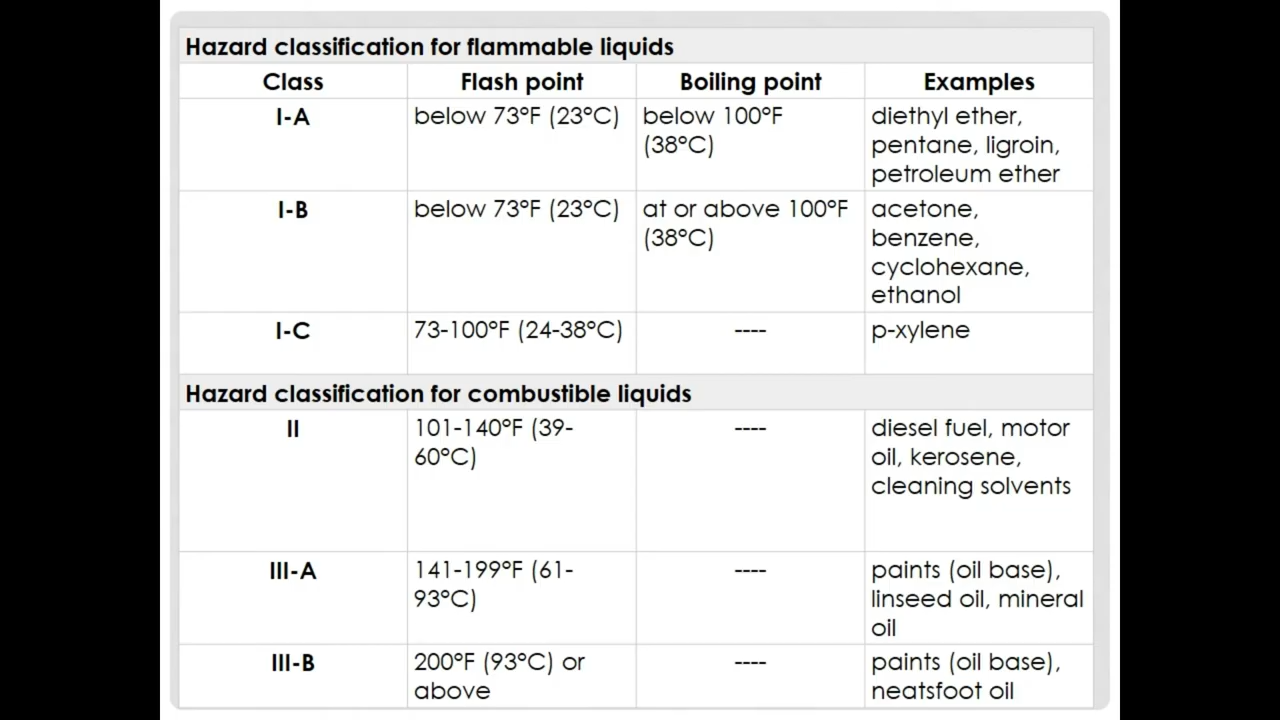 Hazard classification for flammable liquids
Class Flash point Boiling point Examples
I-A below 73°F (23°C) below 100°F diethyl ether,
(38°C) pentane, ligroin,
petroleum ether
I-B below 73°F (23°C) at or above 100°F acetone,
(38°C) benzene,
cyclohexane,
ethanol
I-C 73-100°F (24-38°C) ---- p-xylene
Hazard classification for combustible liquids
II 101-140°F (39- ---- diesel fuel, motor
60°C) oil, kerosene,
cleaning solvents
III-A 141-199°F (61- ---- paints (oil base),
93°C) linseed oil, mineral
oil
III-B 200°F (93°C) or ---- paints (oil base),
above neatsfoot oil